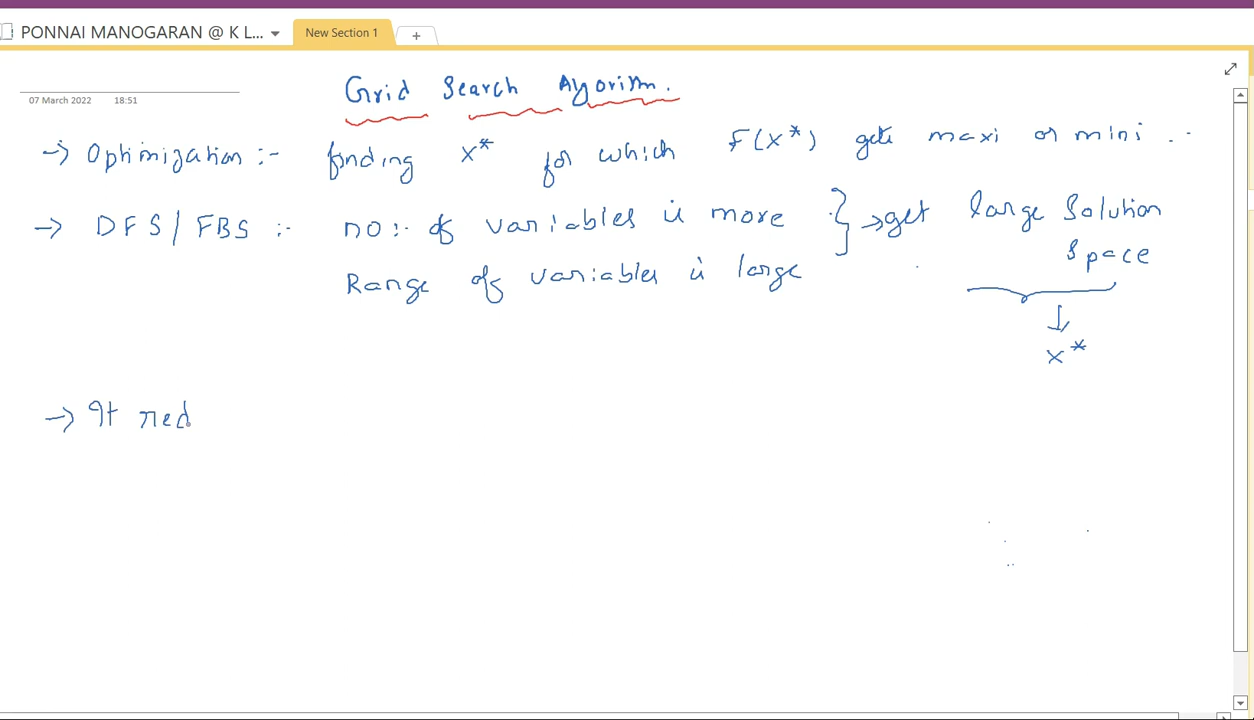 PONNAI MANOGARAN @ K L... New Section 1 +
07 March 2022 18:51
Grid Search Algorithm.
→ Optimization :- finding X* for which F(X*) gets maxi or mini .
→ DFS/FBS :- no :- of variables is more } → get large solution
Range of variables is large space
↓
X*
→ It red